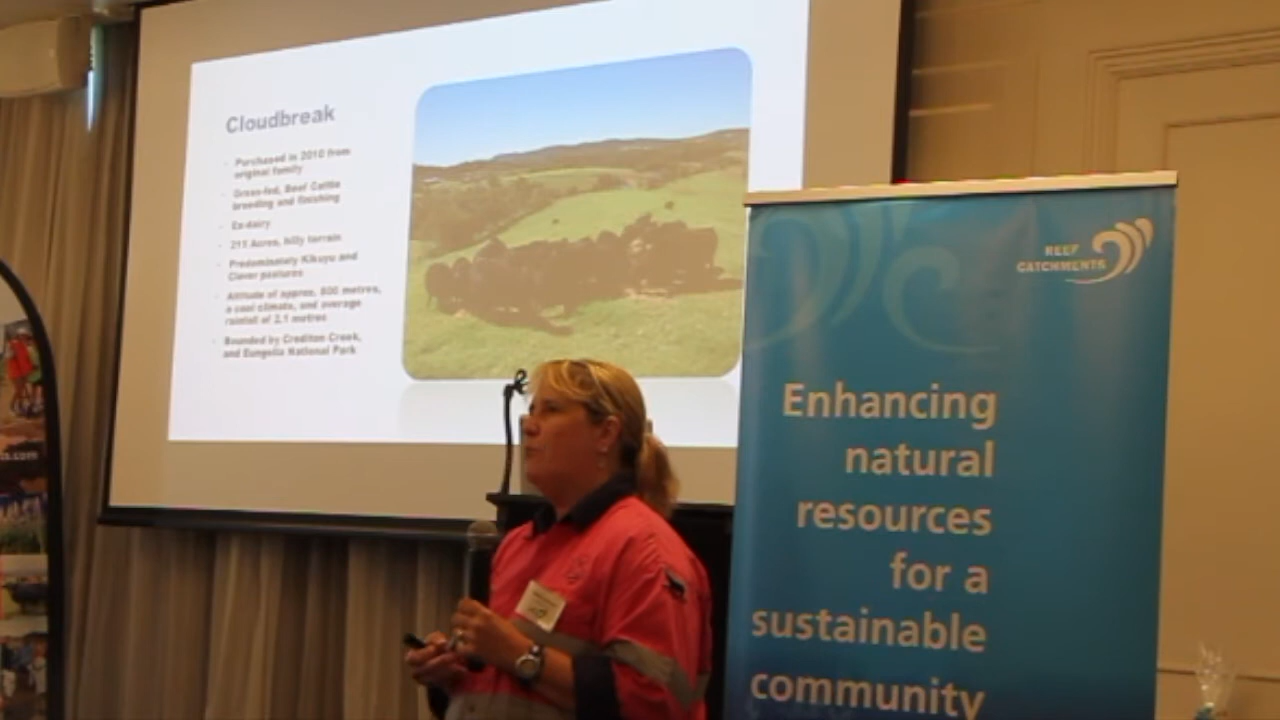 Cloudbreak
Purchased in 2010 from
original family
Grass-fed, Beef Cattle
breeding and finishing
Ex-dairy
211 Acres, hilly terrain
Predominately Kikuyu and
Clover pastures
Altitude of approx. 800 metres,
a cool climate, and average
rainfall of 2.1 metres
Bounded by Crediton Creek,
and Eungella National Park
REEF
CATCHMENTS
Enhancing
natural
resources
for a
sustainable
community